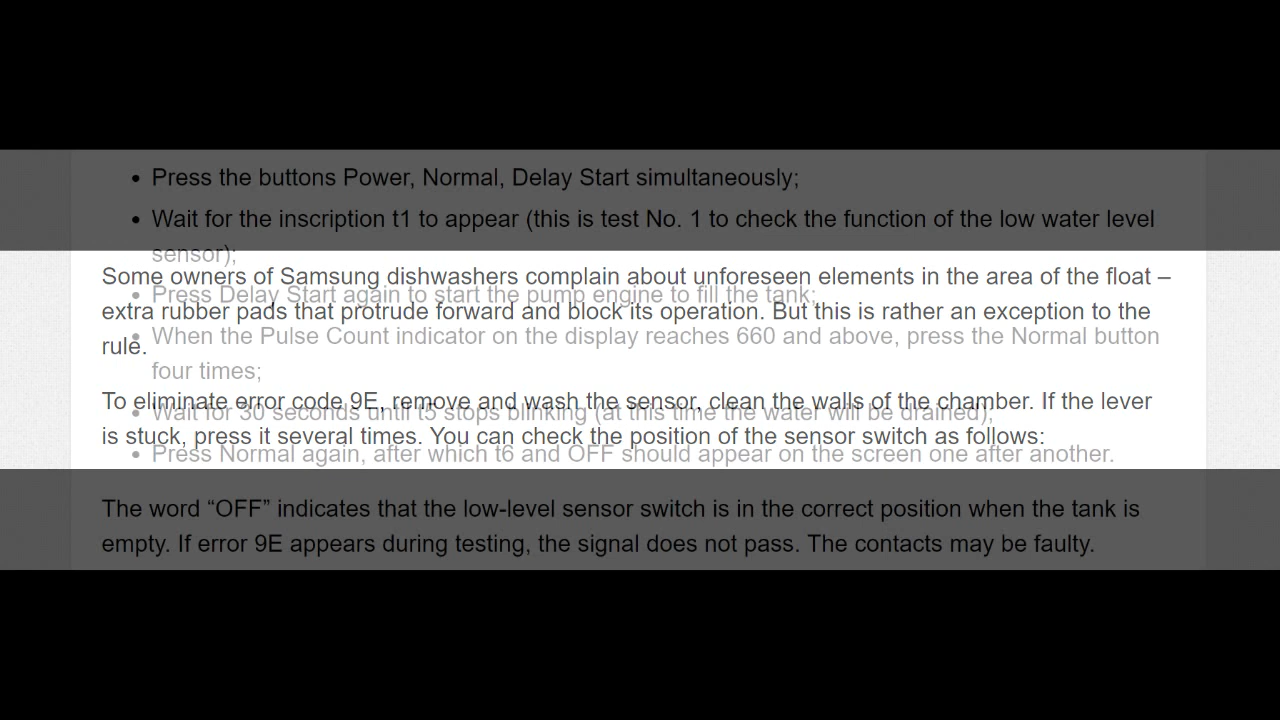 Press the buttons Power, Normal, Delay Start simultaneously;
Wait for the inscription t1 to appear (this is test No. 1 to check the function of the low water level
sensor);
Some owners of Samsung dishwashers complain about unforeseen elements in the area of the float –
Press Delay Start again to start the pump engine to fill the tank;
extra rubber pads that protrude forward and block its operation. But this is rather an exception to the
When the Pulse Count indicator on the display reaches 660 and above, press the Normal button
rule.
four times;
To eliminate error code 9E, remove and wash the sensor, clean the walls of the chamber. If the lever
Wait for 30 seconds until t5 stops blinking (at this time the water will be drained);
is stuck, press it several times. You can check the position of the sensor switch as follows:
Press Normal again, after which t6 and OFF should appear on the screen one after another.
The word “OFF” indicates that the low-level sensor switch is in the correct position when the tank is
empty. If error 9E appears during testing, the signal does not pass. The contacts may be faulty.